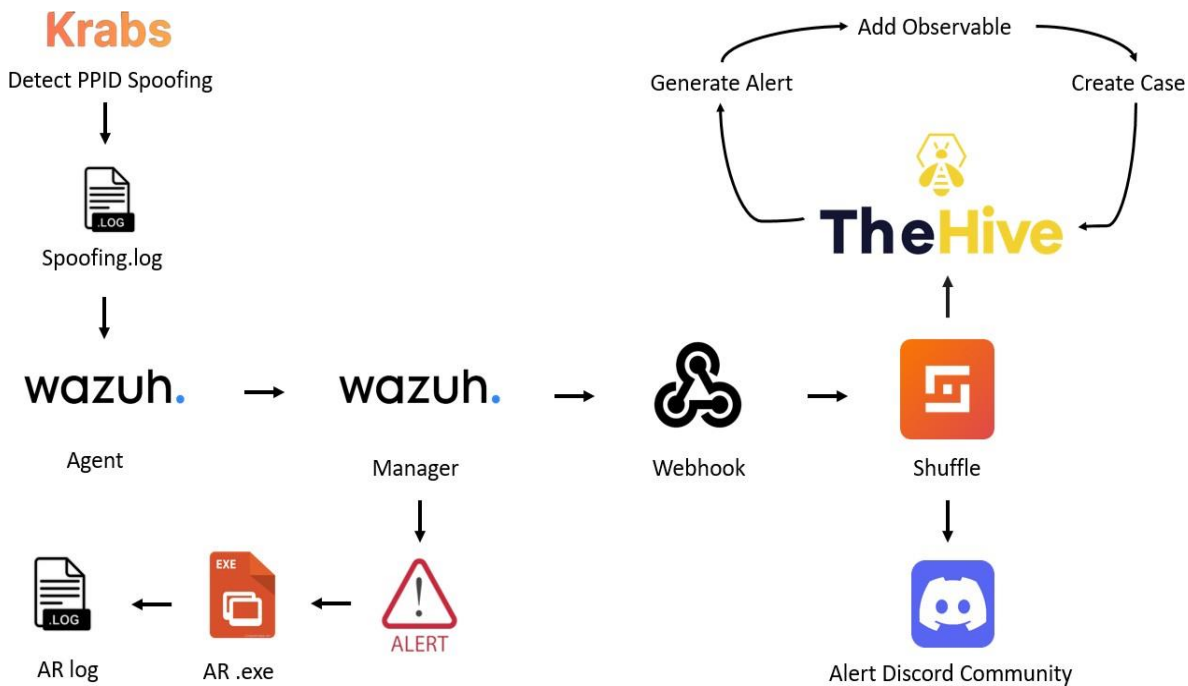 Krabs
Detect PPID Spoofing
.LOG
Spoofing.log
Add Observable
Generate Alert
Create Case
TheHive
wazuh.
Agent
wazuh.
Manager
Webhook
Shuffle
.LOG
AR log
EXE
AR .exe
ALERT
Alert Discord Community